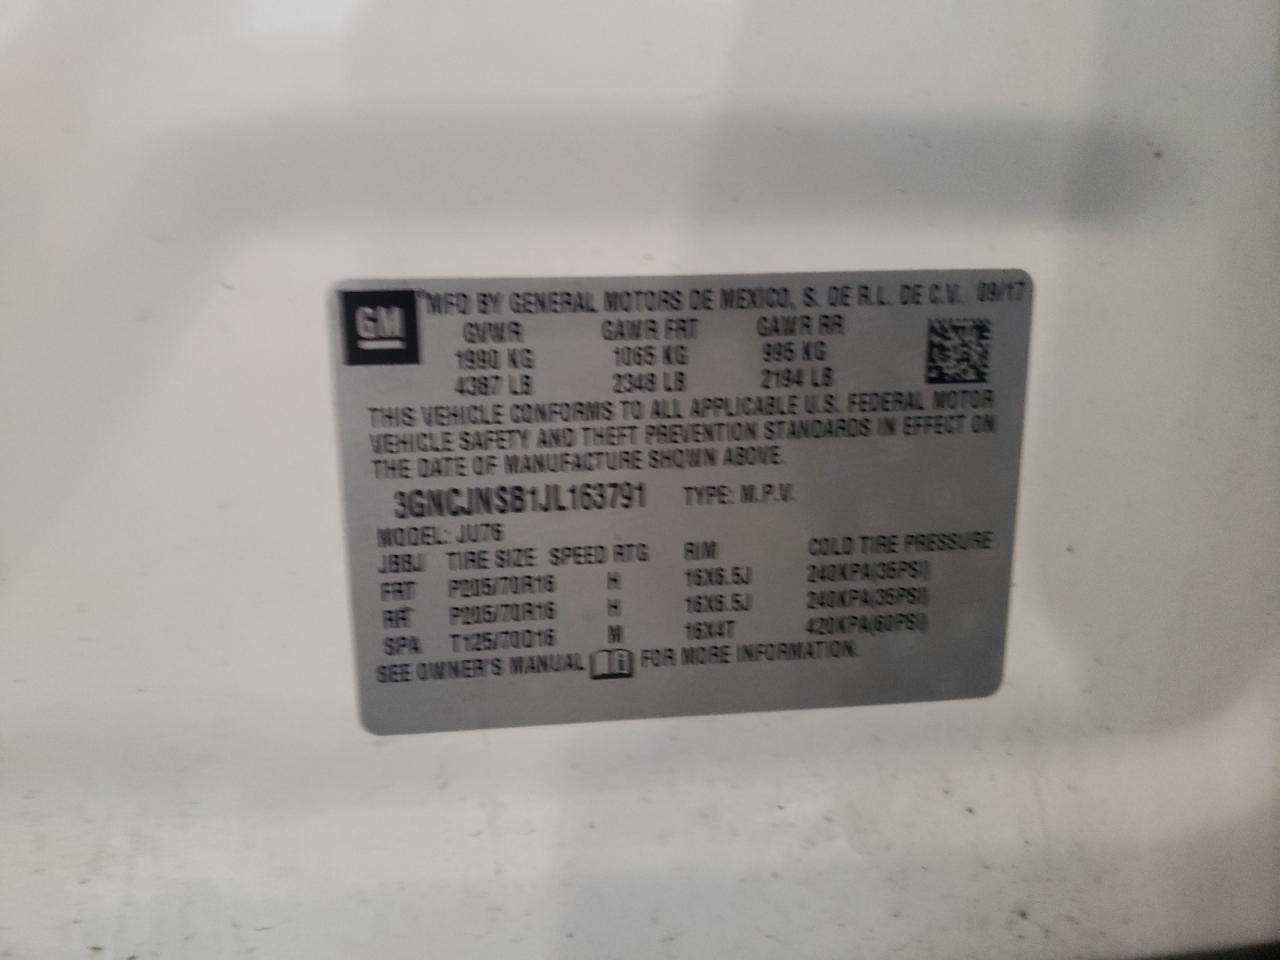 GM
MFD BY GENERAL MOTORS DE MEXICO, S. DE R.L. DE C.V. 09/17
GVWR GAWR FRT GAWR RR
1990 KG 1065 KG 995 KG
4387 LB 2348 LB 2194 LB
THIS VEHICLE CONFORMS TO ALL APPLICABLE U.S. FEDERAL MOTOR
VEHICLE SAFETY AND THEFT PREVENTION STANDARDS IN EFFECT ON
THE DATE OF MANUFACTURE SHOWN ABOVE.
3GNCJNSB1JL163791 TYPE: M.P.V.
MODEL: JU76
JBBJ TIRE SIZE SPEED RTG RIM COLD TIRE PRESSURE
FRT P205/70R16 H 16X6.5J 240KPA(35PSI)
RR P205/70R16 H 16X6.5J 240KPA(35PSI)
SPA T125/70D16 M 16X4T 420KPA(60PSI)
SEE OWNER'S MANUAL FOR MORE INFORMATION.